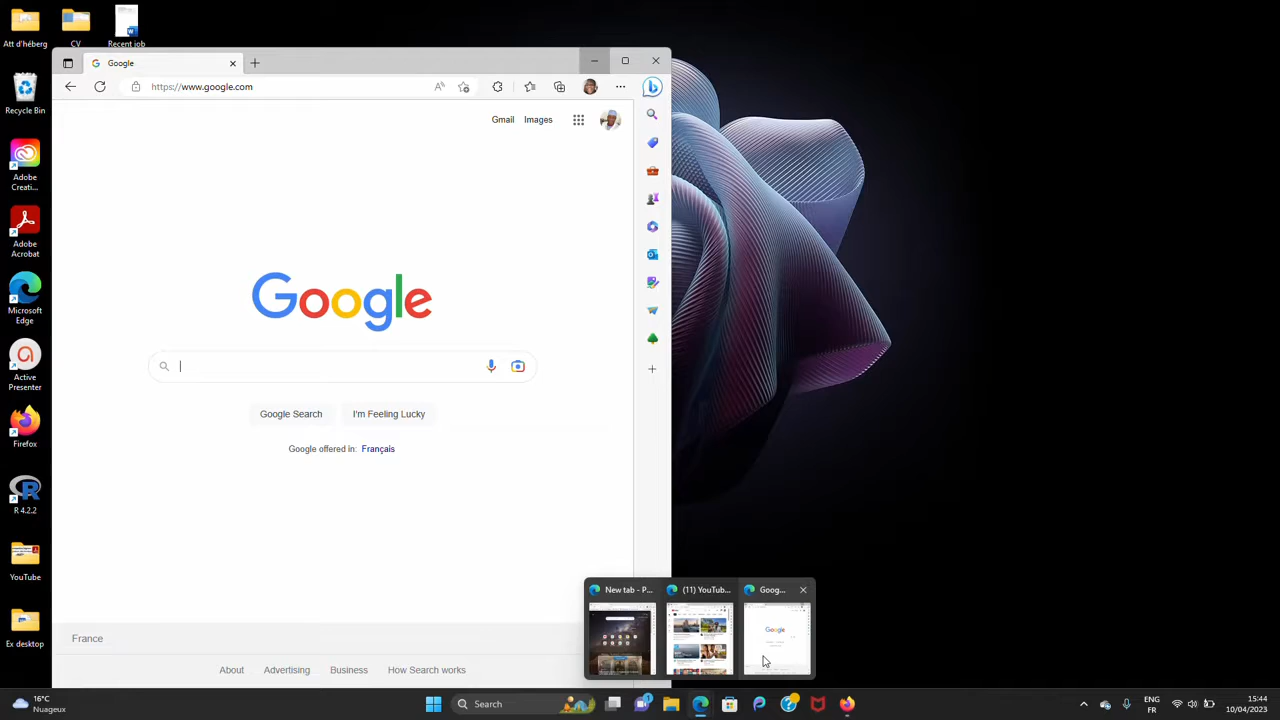 Att d'héberg
CV
Recent job
Recycle Bin
Adobe
Creati...
Adobe
Acrobat
Microsoft
Edge
Active
Presenter
Firefox
R 4.2.2
YouTube
Ex desktop
Google
https://www.google.com
Gmail Images
Google
Google Search I'm Feeling Lucky
Google offered in: Français
France
About Advertising Business How Search works
New tab - P... (11) YouTub... Goog...
16°C
Nuageux
Search
ENG
FR
15:44
10/04/2023